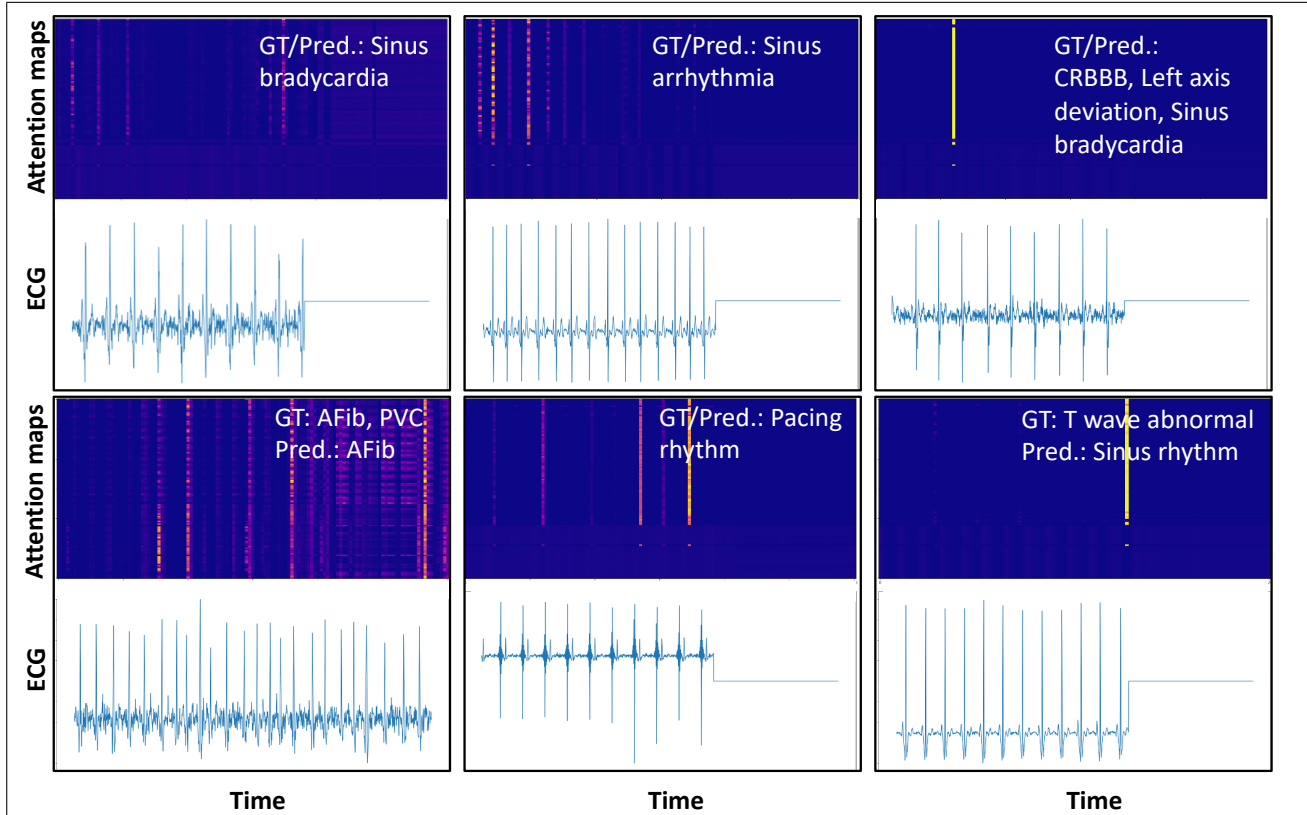 Attention maps
GT/Pred.: Sinus
bradycardia
GT/Pred.: Sinus
arrhythmia
GT/Pred.:
CRBBB, Left axis
deviation, Sinus
bradycardia
ECG
Attention maps
GT: AFib, PVC
Pred.: AFib
GT/Pred.: Pacing
rhythm
GT: T wave abnormal
Pred.: Sinus rhythm
ECG
Time
Time
Time